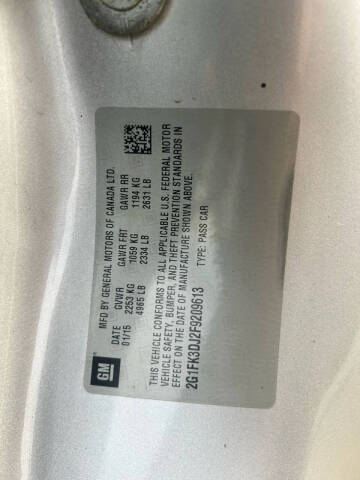 MFD BY GENERAL MOTORS OF CANADA LTD.
DATE GVWR GAWR FRT GAWR RR
01/15 2253 KG 1059 KG 1194 KG
4965 LB 2334 LB 2631 LB
THIS VEHICLE CONFORMS TO ALL APPLICABLE U.S. FEDERAL MOTOR
VEHICLE SAFETY, BUMPER, AND THEFT PREVENTION STANDARDS IN
EFFECT ON THE DATE OF MANUFACTURE SHOWN ABOVE.
2G1FK3DJ2F9209613 TYPE: PASS CAR
GM